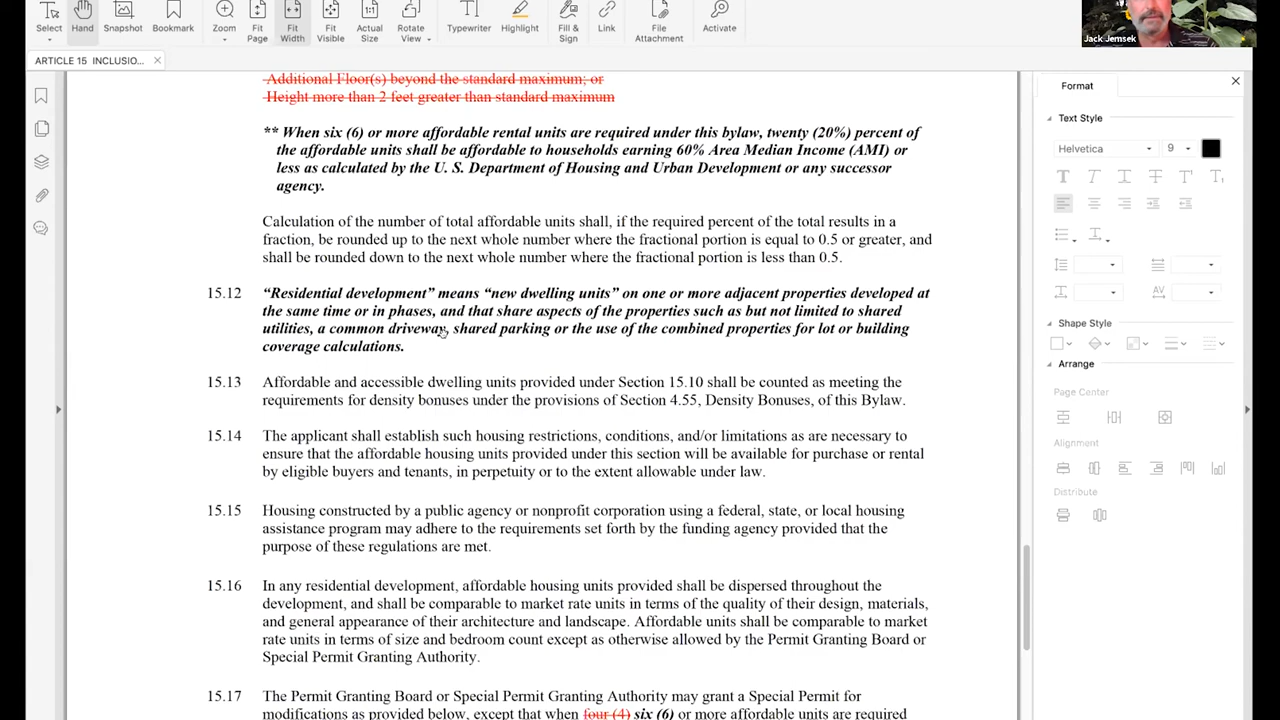 Select
Hand
Snapshot
Bookmark
Zoom
Fit
Page
Fit
Width
Fit
Visible
Actual
Size
Rotate
View
Typewriter
Highlight
Fill &
Sign
Link
File
Attachment
Activate
Jack Jemsek
ARTICLE 15 INCLUSIO...
Additional Floor(s) beyond the standard maximum; or
Height more than 2 feet greater than standard maximum
** When six (6) or more affordable rental units are required under this bylaw, twenty (20%) percent of
the affordable units shall be affordable to households earning 60% Area Median Income (AMI) or
less as calculated by the U. S. Department of Housing and Urban Development or any successor
agency.
Calculation of the number of total affordable units shall, if the required percent of the total results in a
fraction, be rounded up to the next whole number where the fractional portion is equal to 0.5 or greater, and
shall be rounded down to the next whole number where the fractional portion is less than 0.5.
15.12 “Residential development” means “new dwelling units” on one or more adjacent properties developed at
the same time or in phases, and that share aspects of the properties such as but not limited to shared
utilities, a common driveway, shared parking or the use of the combined properties for lot or building
coverage calculations.
15.13 Affordable and accessible dwelling units provided under Section 15.10 shall be counted as meeting the
requirements for density bonuses under the provisions of Section 4.55, Density Bonuses, of this Bylaw.
15.14 The applicant shall establish such housing restrictions, conditions, and/or limitations as are necessary to
ensure that the affordable housing units provided under this section will be available for purchase or rental
by eligible buyers and tenants, in perpetuity or to the extent allowable under law.
15.15 Housing constructed by a public agency or nonprofit corporation using a federal, state, or local housing
assistance program may adhere to the requirements set forth by the funding agency provided that the
purpose of these regulations are met.
15.16 In any residential development, affordable housing units provided shall be dispersed throughout the
development, and shall be comparable to market rate units in terms of the quality of their design, materials,
and general appearance of their architecture and landscape. Affordable units shall be comparable to market
rate units in terms of size and bedroom count except as otherwise allowed by the Permit Granting Board or
Special Permit Granting Authority.
15.17 The Permit Granting Board or Special Permit Granting Authority may grant a Special Permit for
modifications as provided below, except that when four (4) six (6) or more affordable units are required
Format
Text Style
Helvetica
9
Shape Style
Arrange
Page Center
Alignment
Distribute